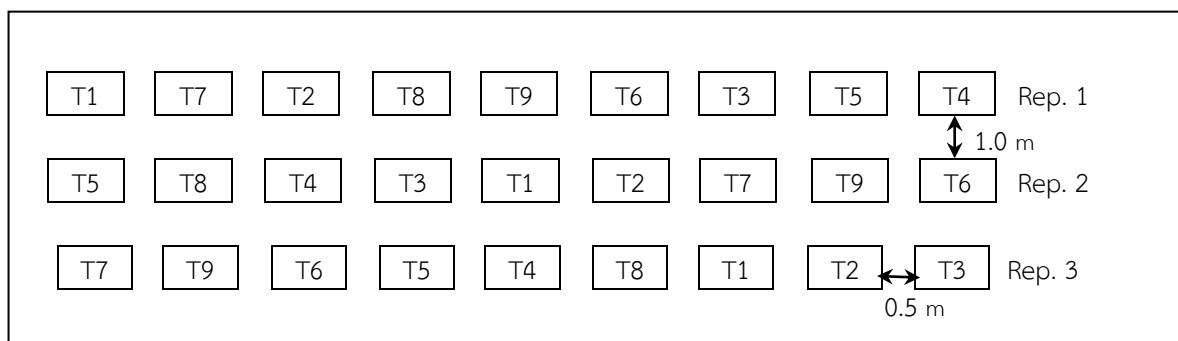 T1 T7 T2 T8 T9 T6 T3 T5 T4 Rep. 1
1.0 m
T5 T8 T4 T3 T1 T2 T7 T9 T6 Rep. 2
T7 T9 T6 T5 T4 T8 T1 T2 T3 Rep. 3
0.5 m